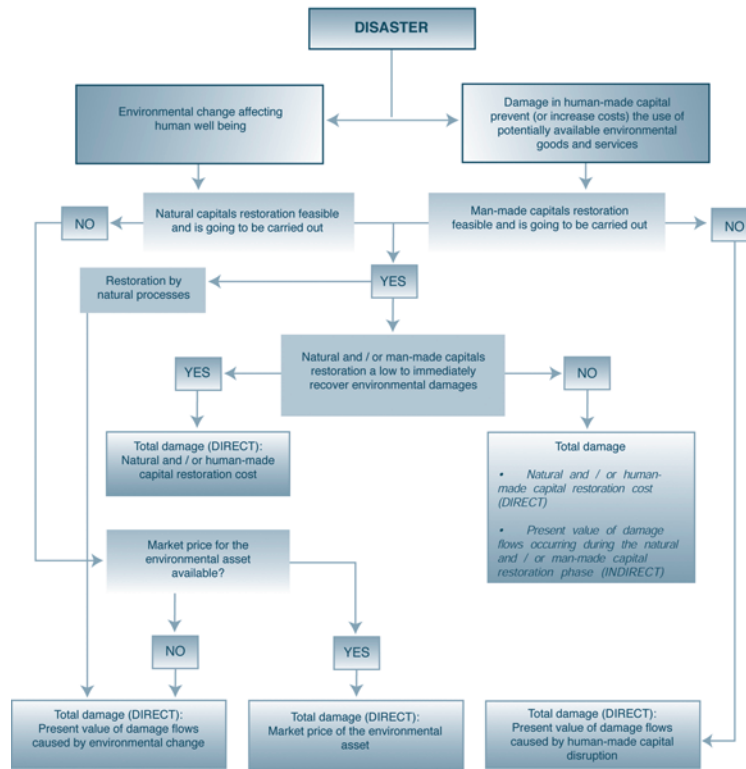 DISASTER
Environmental change affecting
human well being
Damage in human-made capital
prevent (or increase costs) the use of
potentially available environmental
goods and services
NO
Natural capitals restoration feasible
and is going to be carried out
Man-made capitals restoration
feasible and is going to be carried out
NO
Restoration by
natural processes
YES
YES
Natural and / or man-made capitals
restoration a low to immediately
recover environmental damages
NO
Total damage (DIRECT):
Natural and / or human-made
capital restoration cost
Total damage
• Natural and / or human-
made capital restoration cost
(DIRECT)
• Present value of damage
flows occurring during the natural
and / or man-made capital
restoration phase (INDIRECT)
Market price for the
environmental asset
available?
NO
YES
Total damage (DIRECT):
Present value of damage flows
caused by environmental change
Total damage (DIRECT):
Market price of the environmental
asset
Total damage (DIRECT):
Present value of damage flows
caused by human-made capital
disruption